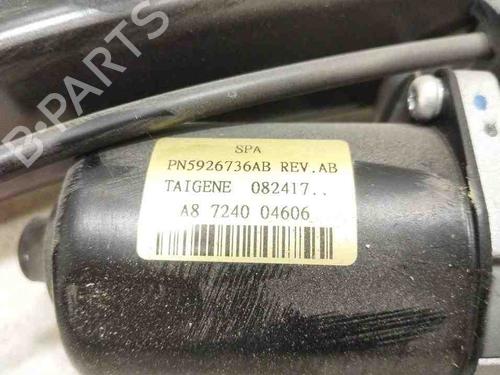 B-PARTS
SPA
PN5926736AB REV.AB
TAIGENE 082417..
A8 7240 04606